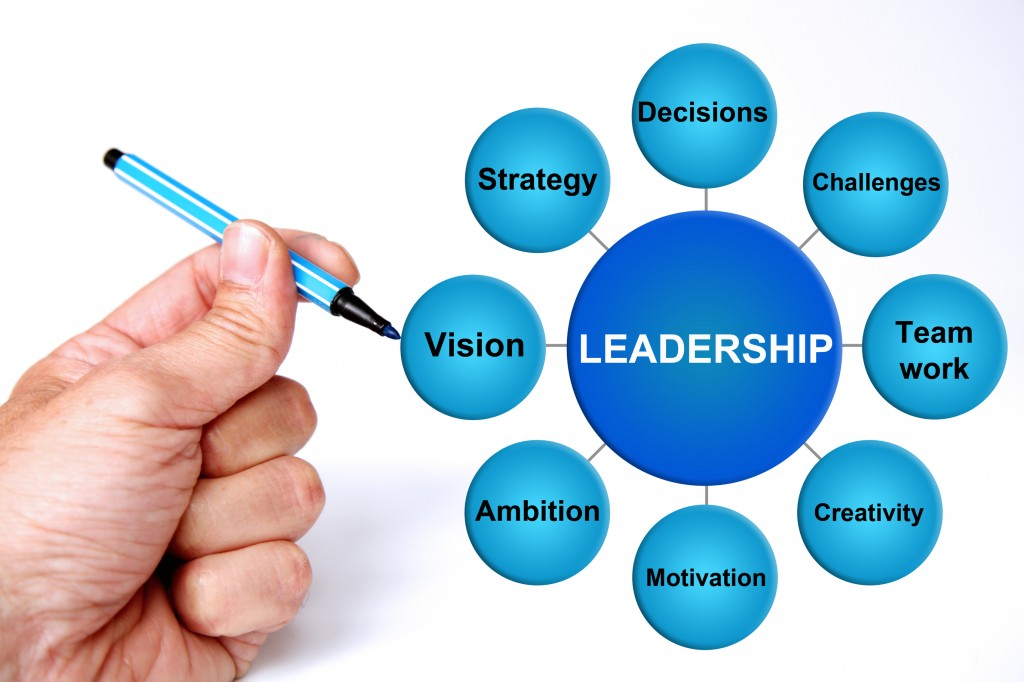 Decisions
Strategy
Challenges
Vision
LEADERSHIP
Team
work
Ambition
Creativity
Motivation